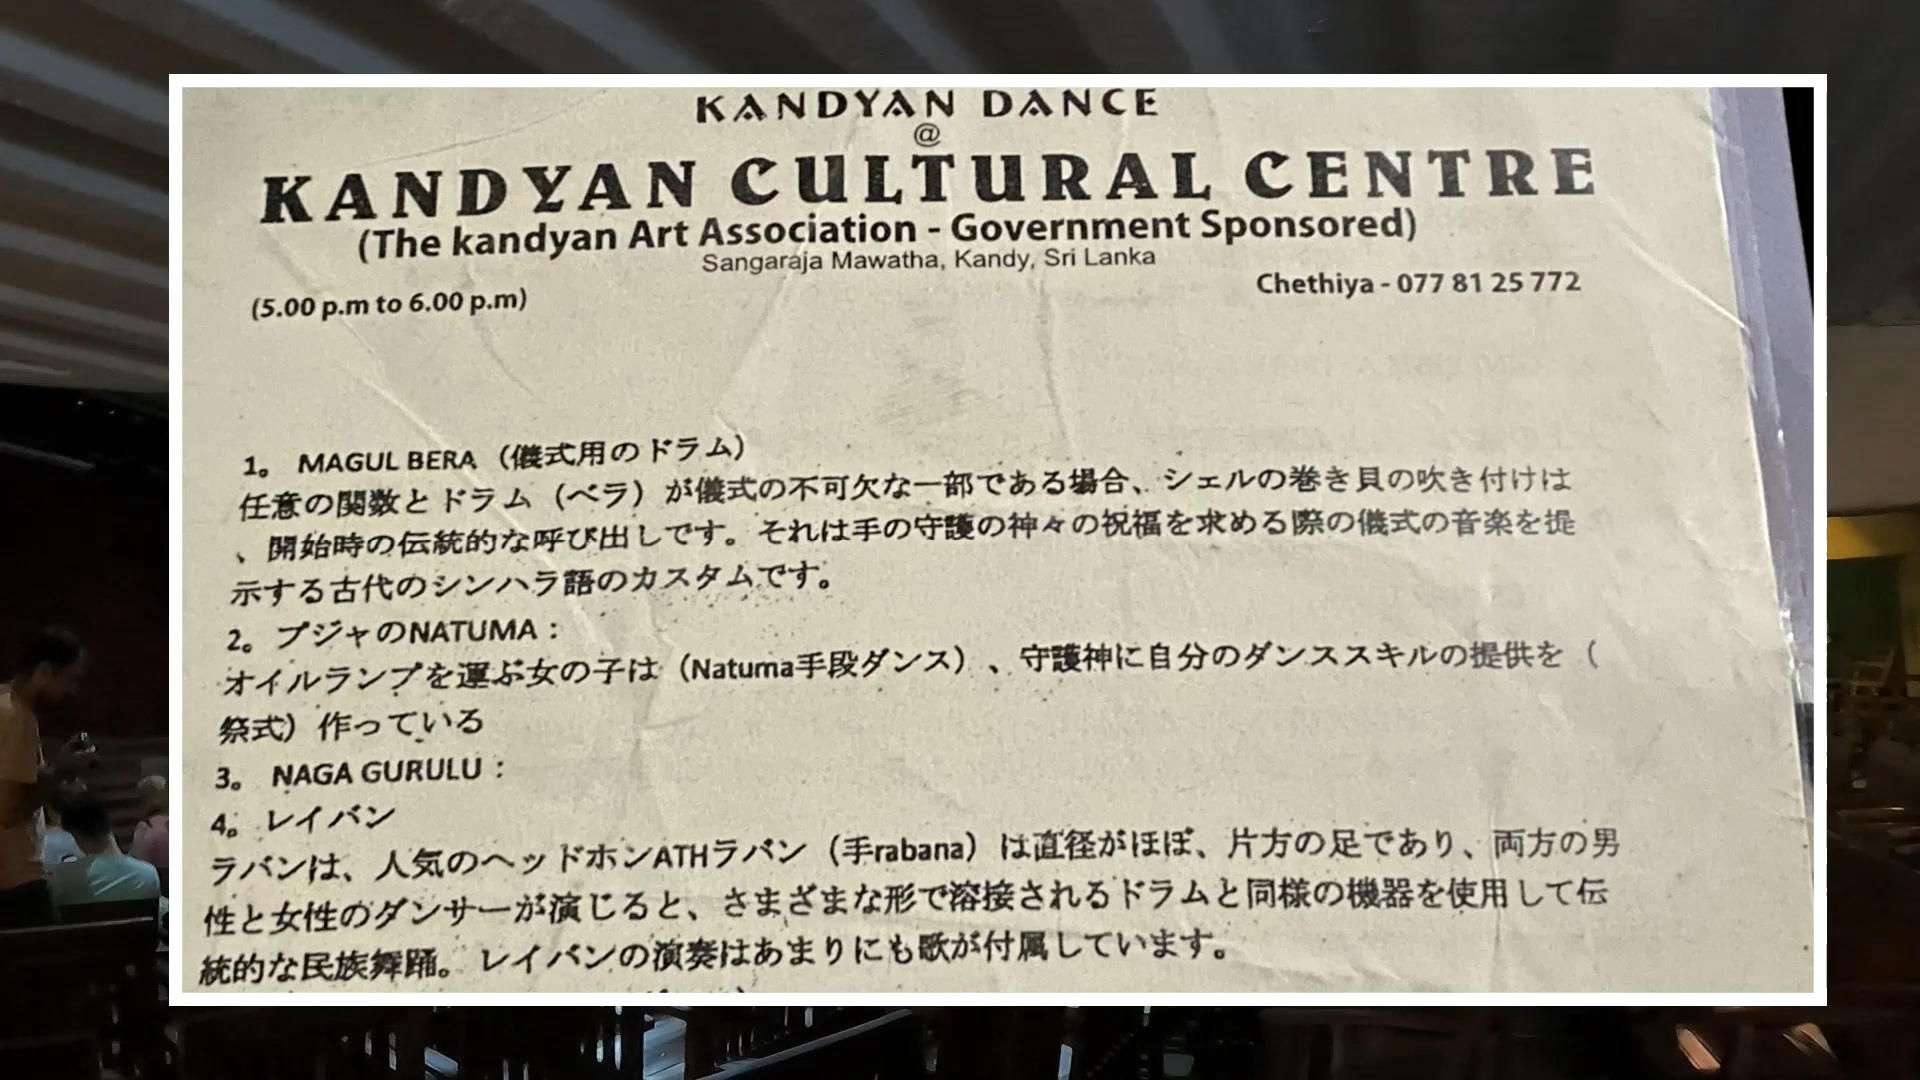 KANDYAN DANCE
@
KANDYAN CULTURAL CENTRE
(The kandyan Art Association - Government Sponsored)
Sangaraja Mawatha, Kandy, Sri Lanka
(5.00 p.m to 6.00 p.m)
Chethiya - 077 81 25 772
1。 MAGUL BERA（儀式用のドラム）
任意の関数とドラム（ベラ）が儀式の不可欠な一部である場合、シェルの巻き貝の吹き付けは
、開始時の伝統的な呼び出しです。それは手の守護の神々の祝福を求める際の儀式の音楽を提
示する古代のシンハラ語のカスタムです。
2。プジャのNATUMA：
オイルランプを運ぶ女の子は（Natuma手段ダンス）、守護神に自分のダンススキルの提供を（
祭式）作っている
3。 NAGA GURULU：
4。レイバン
ラバンは、人気のヘッドホンATHラバン（手rabana）は直径がほぼ、片方の足であり、両方の男
性と女性のダンサーが演じると、さまざまな形で溶接されるドラムと同様の機器を使用して伝
統的な民族舞踊。レイバンの演奏はあまりにも歌が付属しています。